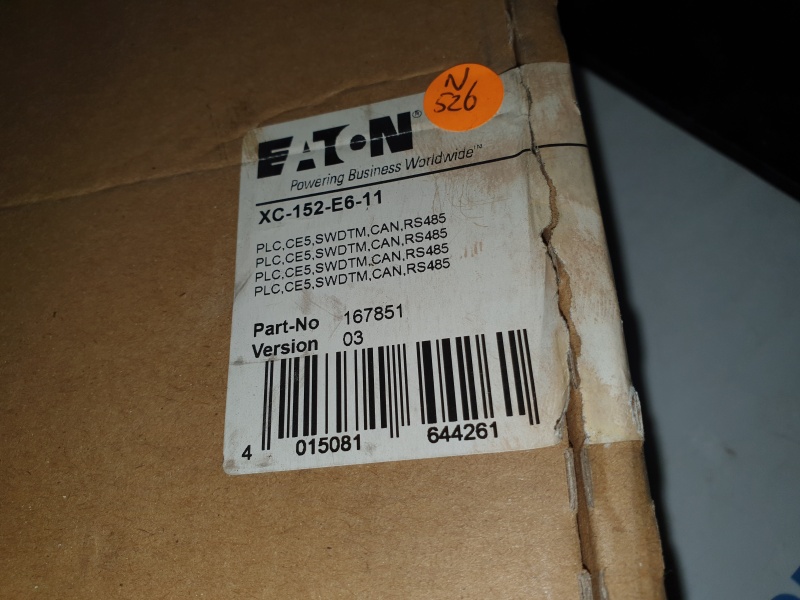 N
526
EATON®
Powering Business Worldwide™
XC-152-E6-11
PLC,CE5,SWDTM,CAN,RS485
PLC,CE5,SWDTM,CAN,RS485
PLC,CE5,SWDTM,CAN,RS485
PLC,CE5,SWDTM,CAN,RS485
Part-No 167851
Version 03
4 015081 644261